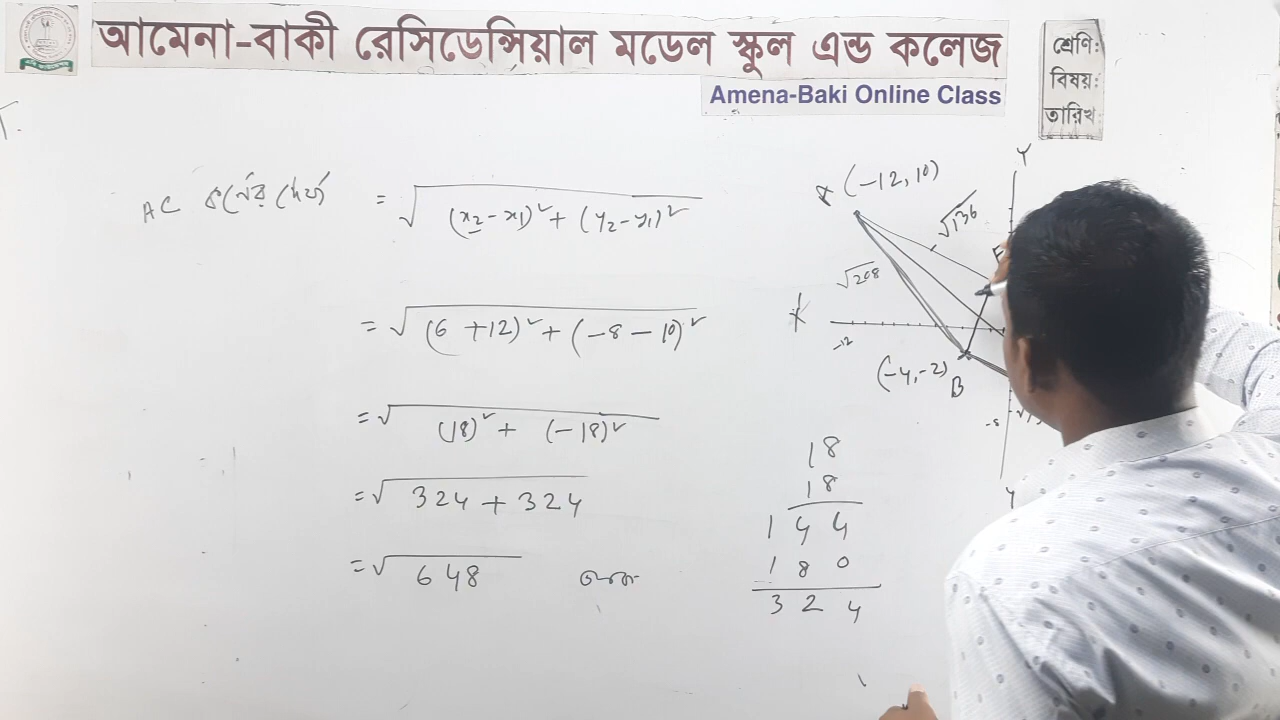 আমেনা-বাকী রেসিডেন্সিয়াল মডেল স্কুল এন্ড কলেজ
Amena-Baki Online Class
শ্রেণি:
বিষয়:
তারিখ
AC কর্নের দৈর্ঘ্য = √(x₂ - x₁)² + (y₂ - y₁)²
= √(6 + 12)² + (-8 - 10)²
= √(18)² + (-18)²
= √324 + 324
= √648 একক
18
18
1 4 4
1 8 0
3 2 4
(-12, 10)
Y
√136
√208
-12
(-4, -2)
B
-8